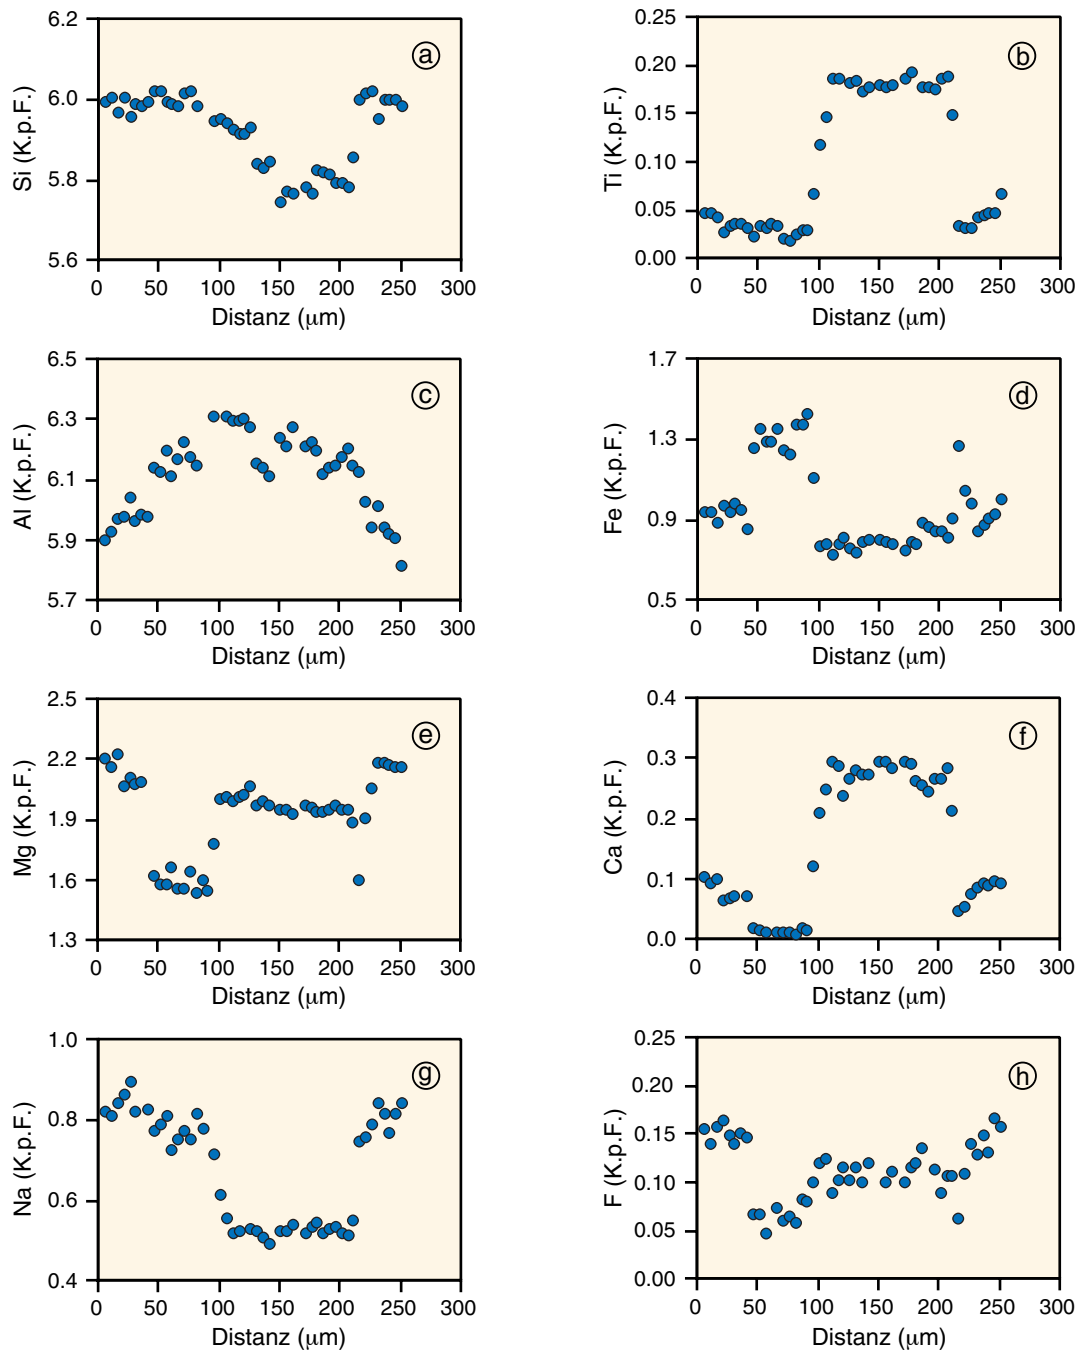 Si (K.p.F.)
6.2
6.0
5.8
5.6
a
0 50 100 150 200 250 300
Distanz (μm)
Ti (K.p.F.)
0.25
0.20
0.15
0.10
0.05
0.00
b
0 50 100 150 200 250 300
Distanz (μm)
Al (K.p.F.)
6.5
6.3
6.1
5.9
5.7
c
0 50 100 150 200 250 300
Distanz (μm)
Fe (K.p.F.)
1.7
1.3
0.9
0.5
d
0 50 100 150 200 250 300
Distanz (μm)
Mg (K.p.F.)
2.5
2.2
1.9
1.6
1.3
e
0 50 100 150 200 250 300
Distanz (μm)
Ca (K.p.F.)
0.4
0.3
0.2
0.1
0.0
f
0 50 100 150 200 250 300
Distanz (μm)
Na (K.p.F.)
1.0
0.8
0.6
0.4
g
0 50 100 150 200 250 300
Distanz (μm)
F (K.p.F.)
0.25
0.20
0.15
0.10
0.05
0.00
h
0 50 100 150 200 250 300
Distanz (μm)